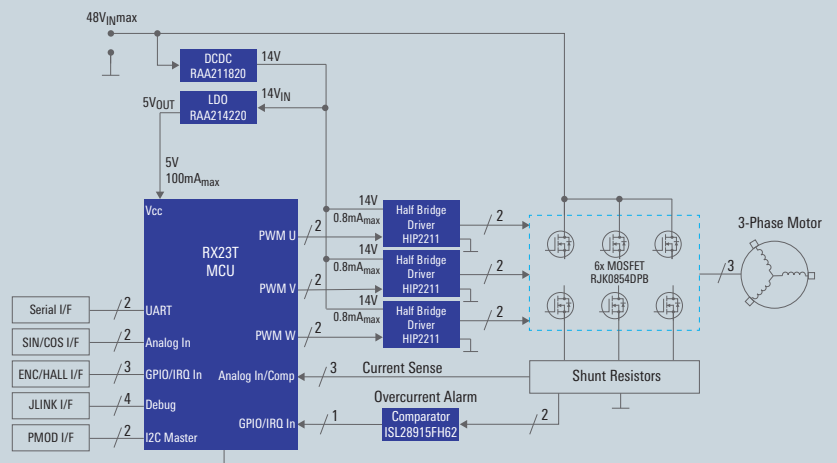 48VINmax
DCDC
RAA211820
14V
5VOUT
LDO
RAA214220
14VIN
5V
100mAmax
Vcc
RX23T
MCU
PWM U
2
14V
0.8mAmax
Half Bridge
Driver
HIP2211
2
PWM V
2
14V
0.8mAmax
Half Bridge
Driver
HIP2211
2
PWM W
2
14V
0.8mAmax
Half Bridge
Driver
HIP2211
2
6x MOSFET
RJK0854DPB
3
3-Phase Motor
Serial I/F
2
UART
SIN/COS I/F
2
Analog In
ENC/HALL I/F
3
GPIO/IRQ In
JLINK I/F
4
Debug
PMOD I/F
2
I2C Master
Analog In/Comp
3
Current Sense
Shunt Resistors
Overcurrent Alarm
GPIO/IRQ In
1
Comparator
ISL28915FH62
2